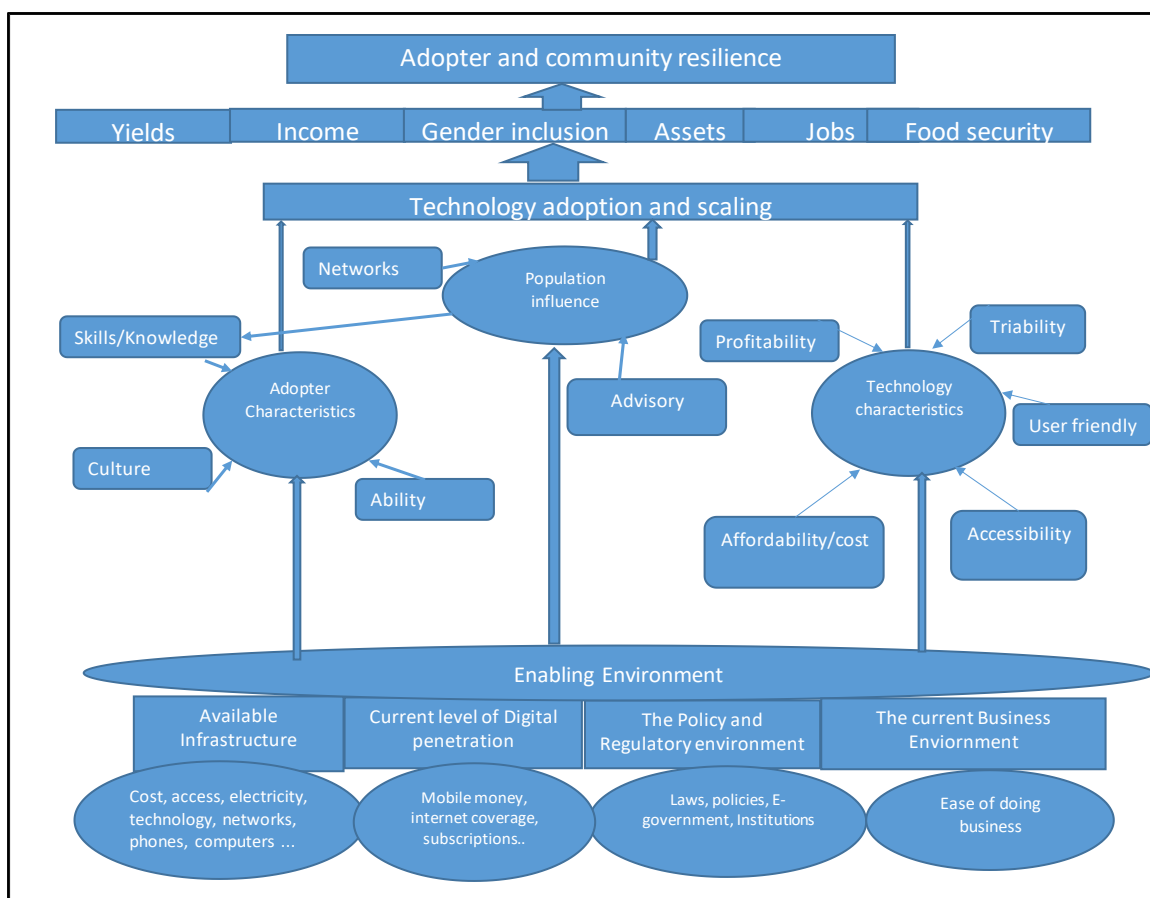 Adopter and community resilience
Yields
Income
Gender inclusion
Assets
Jobs
Food security
Technology adoption and scaling
Networks
Population
influence
Skills/Knowledge
Profitability
Triability
Adopter
Characteristics
Advisory
Technology
characteristics
User friendly
Culture
Ability
Affordability/cost
Accessibility
Enabling Environment
Available
Infrastructure
Current level of Digital
penetration
The Policy and
Regulatory environment
The current Business
Enviornment
Cost, access, electricity,
technology, networks,
phones, computers ...
Mobile money,
internet coverage,
subscriptions..
Laws, policies, E-
government, Institutions
Ease of doing
business